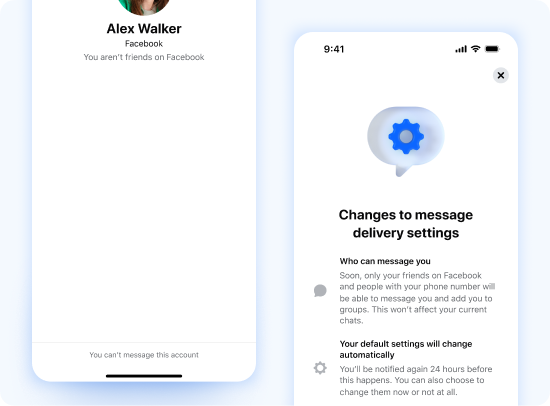 Alex Walker
Facebook
You aren't friends on Facebook
You can't message this account
9:41
Changes to message
delivery settings
Who can message you
Soon, only your friends on Facebook
and people with your phone number will
be able to message you and add you to
groups. This won't affect your current
chats.
Your default settings will change
automatically
You'll be notified again 24 hours before
this happens. You can also choose to
change them now or not at all.